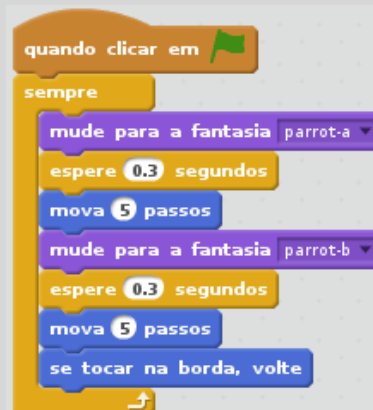 quando clicar em
sempre
mude para a fantasia parrot-a
espere 0.3 segundos
mova 5 passos
mude para a fantasia parrot-b
espere 0.3 segundos
mova 5 passos
se tocar na borda, volte